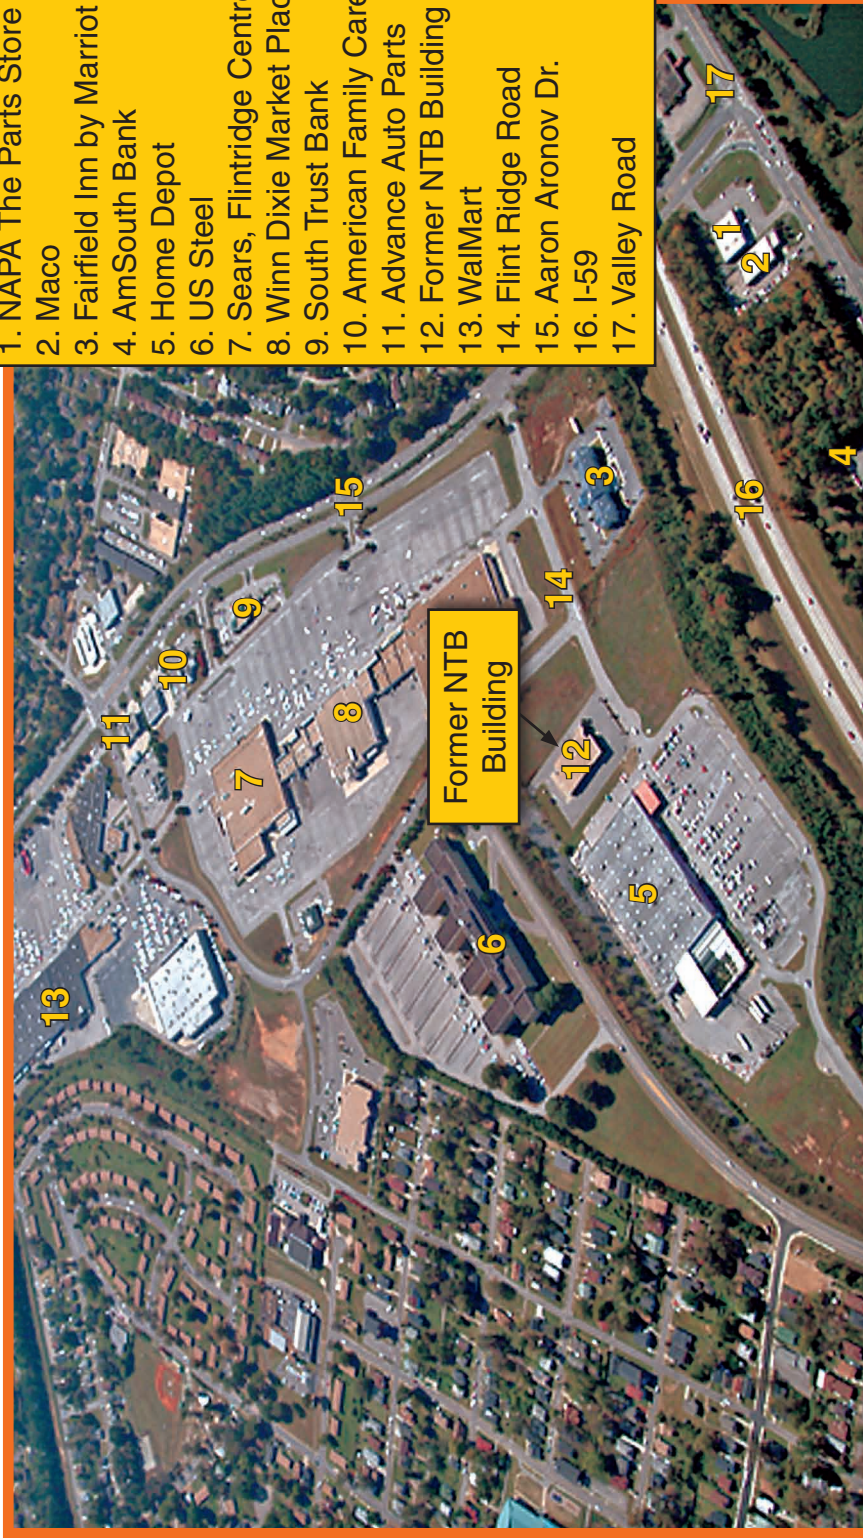 1. NAPA The Parts Store
2. Maco
3. Fairfield Inn by Marriot
4. AmSouth Bank
5. Home Depot
6. US Steel
7. Sears, Flintridge Centr
8. Winn Dixie Market Plac
9. South Trust Bank
10. American Family Care
11. Advance Auto Parts
12. Former NTB Building
13. WalMart
14. Flint Ridge Road
15. Aaron Aronov Dr.
16. I-59
17. Valley Road
13
11
10
9
15
7
8
6
Former NTB
Building
12
14
3
5
16
4
1
2
17